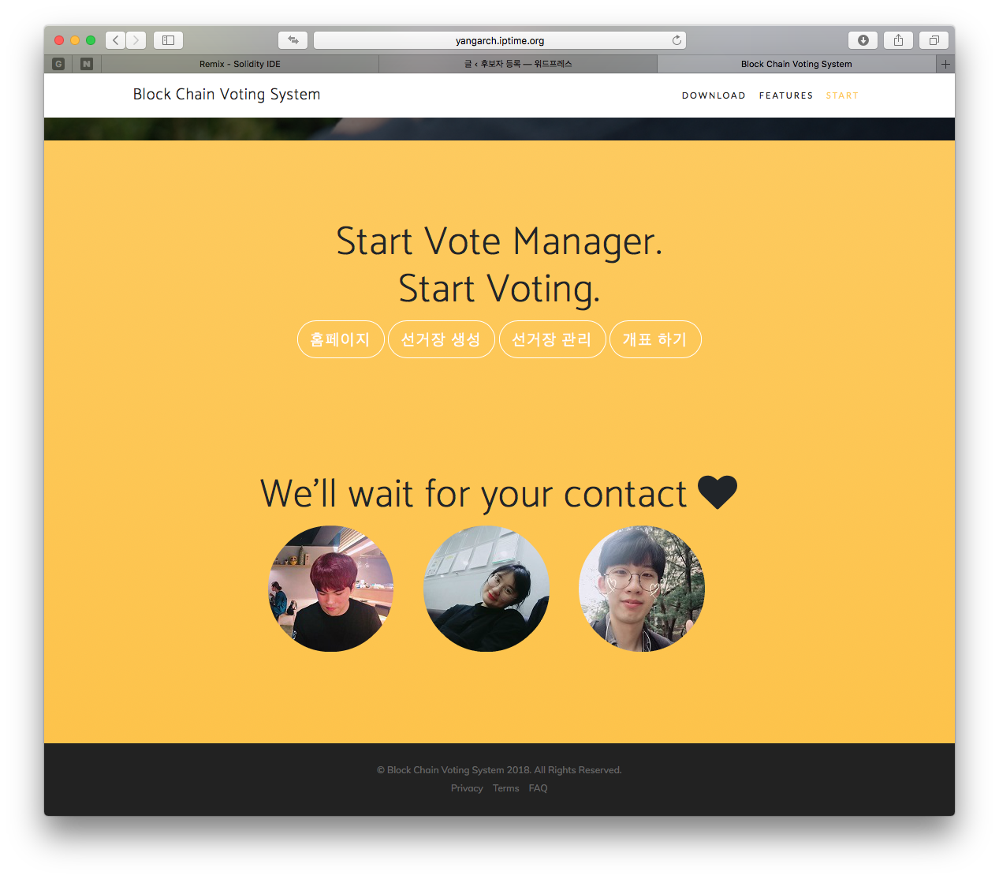 yangarch.iptime.org
G
N
Remix - Solidity IDE
글 ‹ 후보자 등록 — 워드프레스
Block Chain Voting System
Block Chain Voting System
DOWNLOAD FEATURES START
Start Vote Manager.
Start Voting.
홈페이지 선거장 생성 선거장 관리 개표 하기
We'll wait for your contact
© Block Chain Voting System 2018. All Rights Reserved.
Privacy Terms FAQ